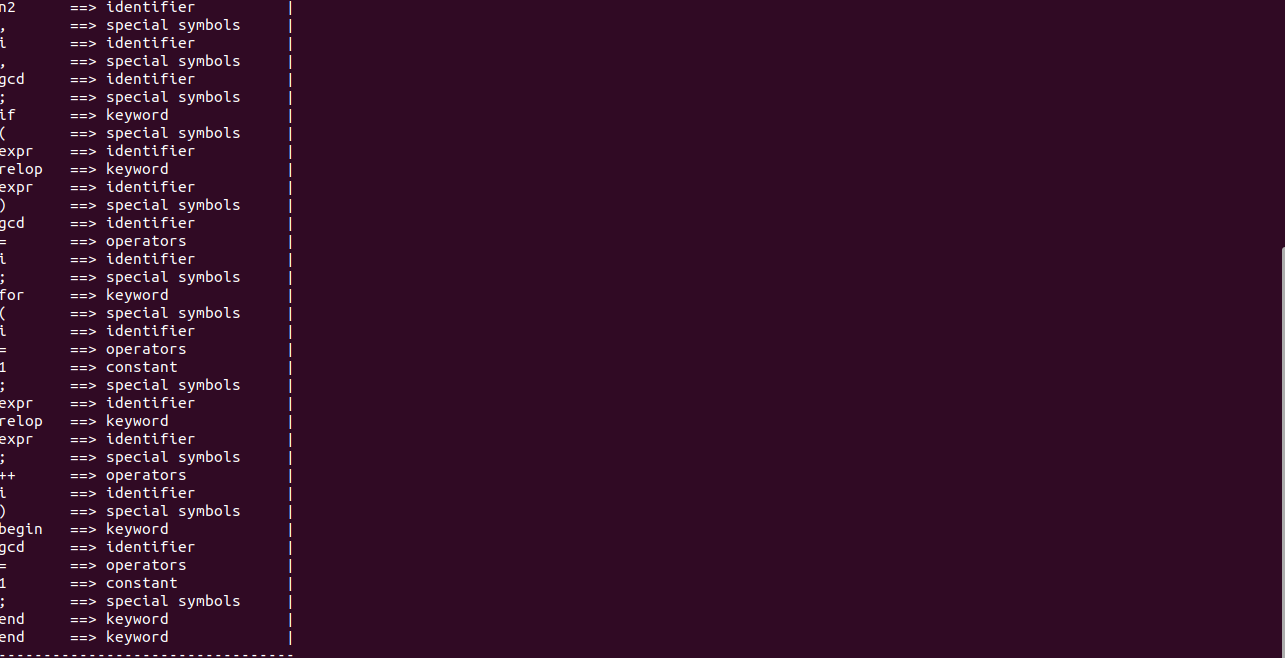 n2      ==> identifier          |
,       ==> special symbols     |
i       ==> identifier          |
,       ==> special symbols     |
gcd     ==> identifier          |
;       ==> special symbols     |
if      ==> keyword             |
(       ==> special symbols     |
expr    ==> identifier          |
relop   ==> keyword             |
expr    ==> identifier          |
)       ==> special symbols     |
gcd     ==> identifier          |
=       ==> operators           |
i       ==> identifier          |
;       ==> special symbols     |
for     ==> keyword             |
(       ==> special symbols     |
i       ==> identifier          |
=       ==> operators           |
1       ==> constant            |
;       ==> special symbols     |
expr    ==> identifier          |
relop   ==> keyword             |
expr    ==> identifier          |
;       ==> special symbols     |
++      ==> operators           |
i       ==> identifier          |
)       ==> special symbols     |
begin   ==> keyword             |
gcd     ==> identifier          |
=       ==> operators           |
1       ==> constant            |
;       ==> special symbols     |
end     ==> keyword             |
end     ==> keyword             |
---------------------------------